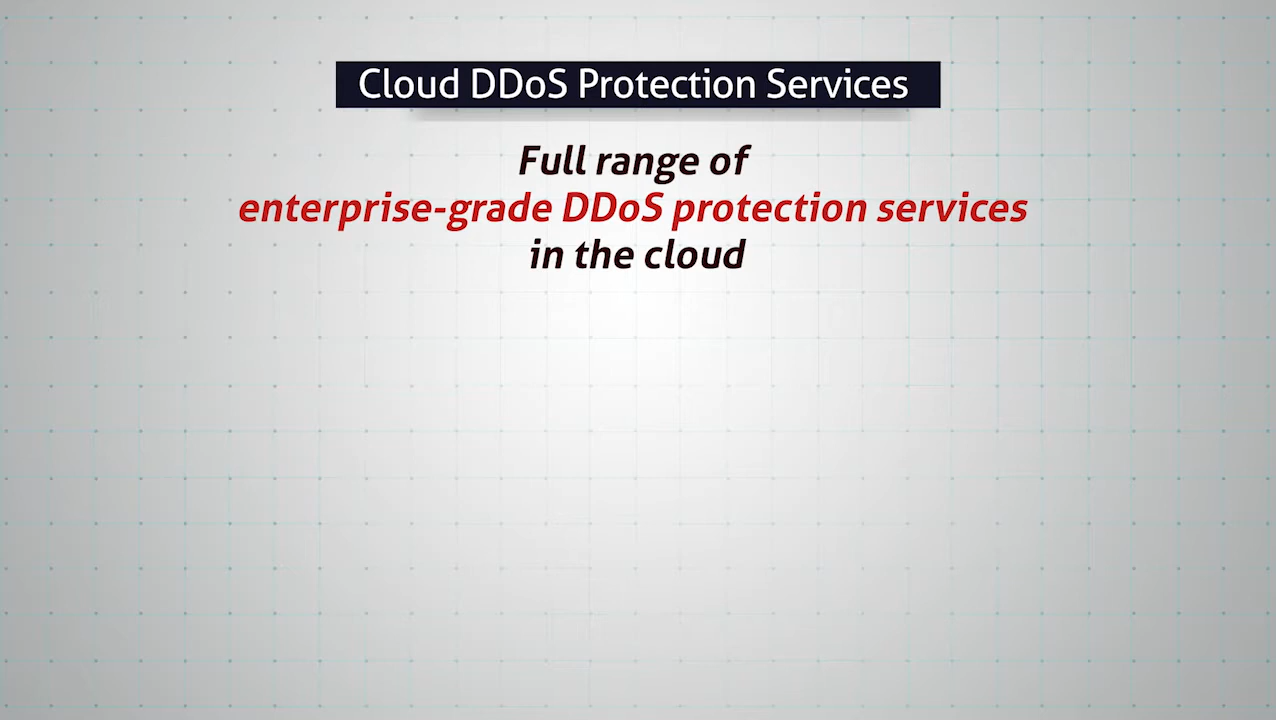 Cloud DDoS Protection Services
Full range of
enterprise-grade DDoS protection services
in the cloud